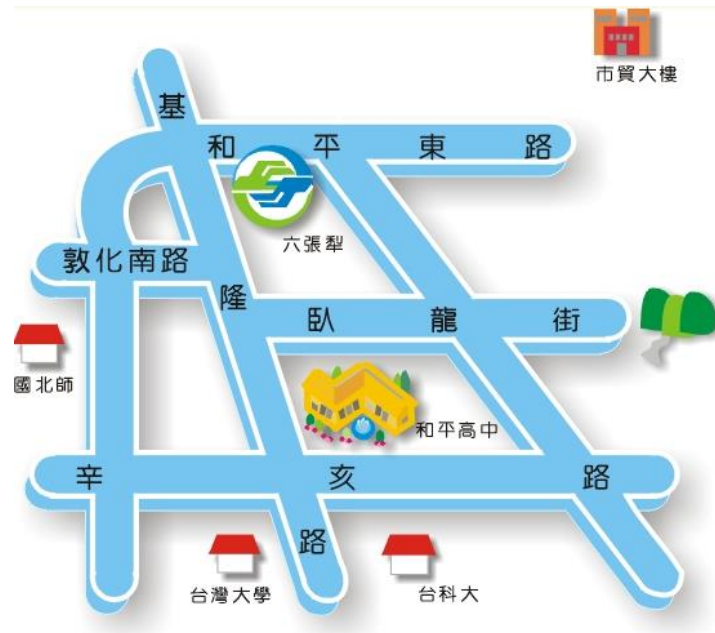 市貿大樓
基隆路
和平東路
六張犁
敦化南路
臥龍街
國北師
和平高中
辛亥路
台灣大學
台科大